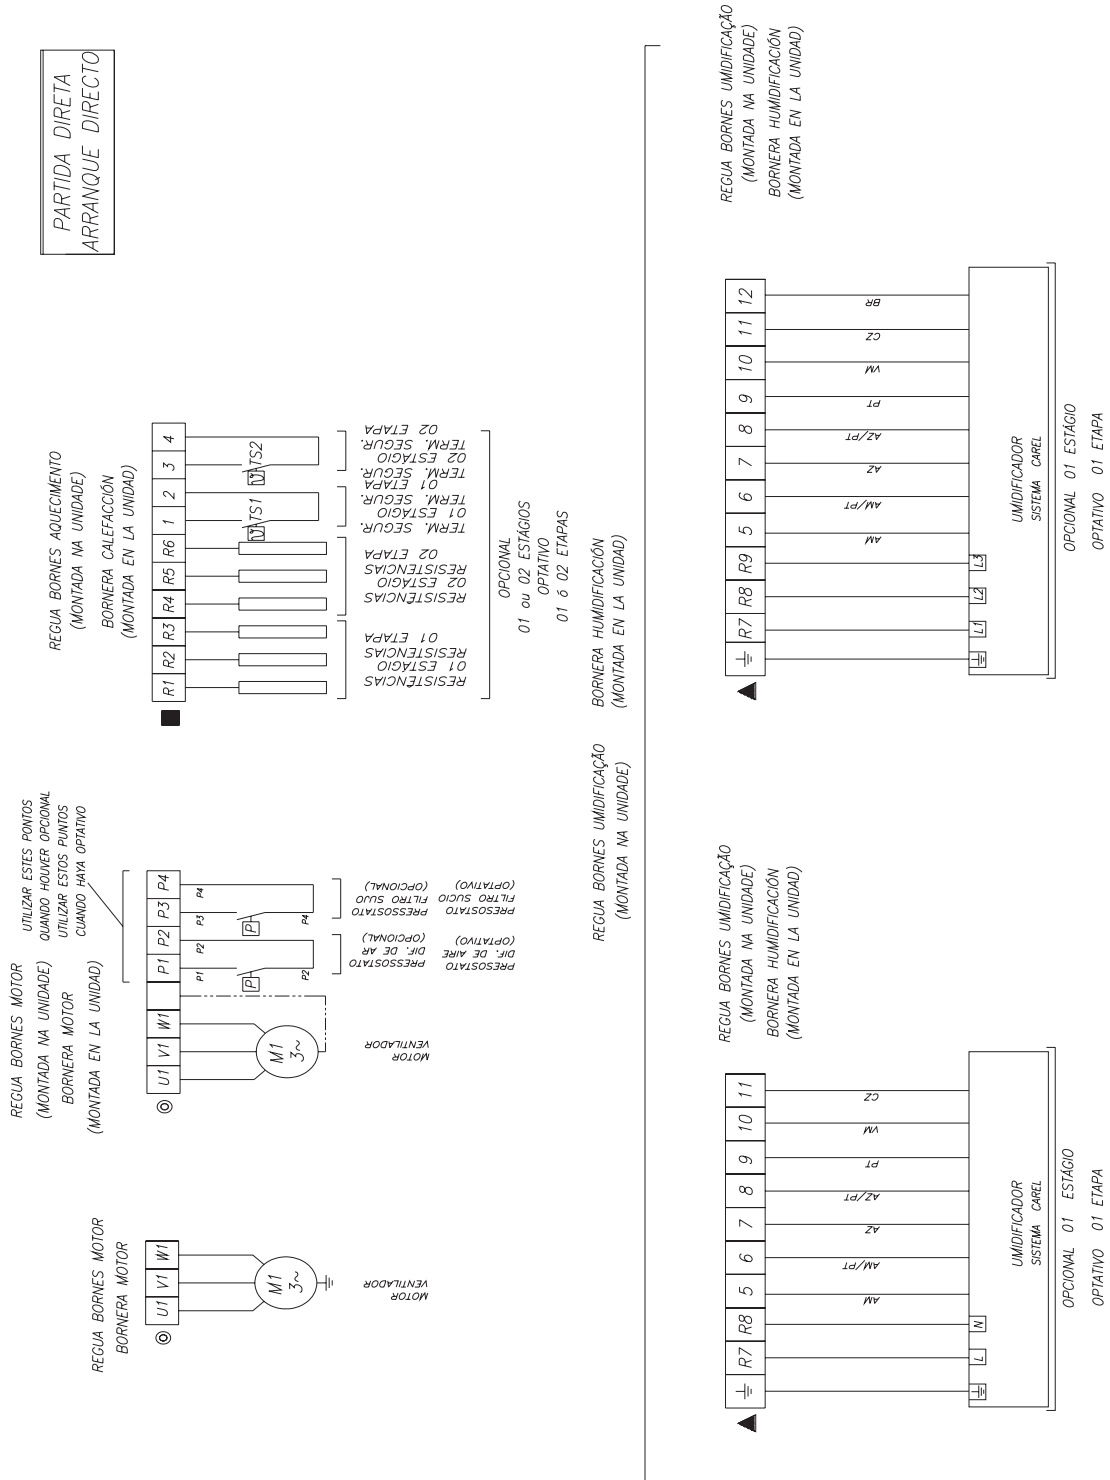 PARTIDA DIRETA
ARRANQUE DIRECTO
REGUA BORNES MOTOR
BORNERA MOTOR
U1 V1 W1
M1
3~
MOTOR
VENTILADOR
REGUA BORNES MOTOR
(MONTADA NA UNIDADE)
BORNERA MOTOR
(MONTADA EN LA UNIDAD)
UTILIZAR ESTES PONTOS
QUANDO HOUVER OPCIONAL
UTILIZAR ESTOS PUNTOS
CUANDO HAYA OPTATIVO
U1 V1 W1 P1 P2 P3 P4
P1 P2 P3 P4
P P
P2 P4
M1
3~
MOTOR
VENTILADOR
PRESSOSTATO
DIF. DE AR
(OPCIONAL)
PRESSOSTATO
DIF. DE AIRE
(OPTATIVO)
PRESSOSTATO
FILTRO SUJO
(OPCIONAL)
PRESSOSTATO
FILTRO SUCIO
(OPTATIVO)
REGUA BORNES AQUECIMENTO
(MONTADA NA UNIDADE)
BORNERA CALEFACCIÓN
(MONTADA EN LA UNIDAD)
R1 R2 R3 R4 R5 R6 1 2 3 4
TS1 TS2
RESISTÊNCIAS
01 ESTÁGIO
RESISTENCIAS
01 ETAPA
RESISTÊNCIAS
02 ESTÁGIO
RESISTENCIAS
02 ETAPA
TERM. SEGUR.
01 ESTÁGIO
TERM. SEGUR.
01 ETAPA
TERM. SEGUR.
02 ESTÁGIO
TERM. SEGUR.
02 ETAPA
OPCIONAL
01 ou 02 ESTÁGIOS
OPTATIVO
01 ó 02 ETAPAS
REGUA BORNES UMIDIFICAÇÃO
(MONTADA NA UNIDADE)
BORNERA HUMIDIFICACIÓN
(MONTADA EN LA UNIDAD)
REGUA BORNES UMIDIFICAÇÃO
(MONTADA NA UNIDADE)
BORNERA HUMIDIFICACIÓN
(MONTADA EN LA UNIDAD)
R7 R8 5 6 7 8 9 10 11
AM AM/PT AZ AZ/PT PT VM CZ
L N
UMIDIFICADOR
SISTEMA CAREL
OPCIONAL 01 ESTÁGIO
OPTATIVO 01 ETAPA
REGUA BORNES UMIDIFICAÇÃO
(MONTADA NA UNIDADE)
BORNERA HUMIDIFICACIÓN
(MONTADA EN LA UNIDAD)
R7 R8 R9 5 6 7 8 9 10 11 12
AM AM/PT AZ AZ/PT PT VM CZ BR
L1 L2 L3
UMIDIFICADOR
SISTEMA CAREL
OPCIONAL 01 ESTÁGIO
OPTATIVO 01 ETAPA